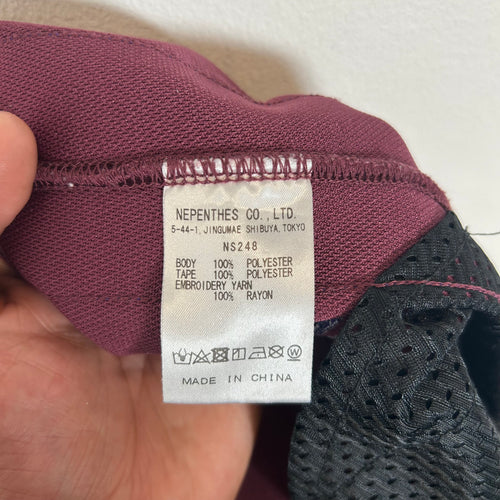 NEPENTHES CO., LTD.
5-44-1, JINGUMAE SHIBUYA, TOKYO
NS248
BODY 100% POLYESTER
TAPE 100% POLYESTER
EMBROIDERY YARN
100% RAYON
MADE IN CHINA